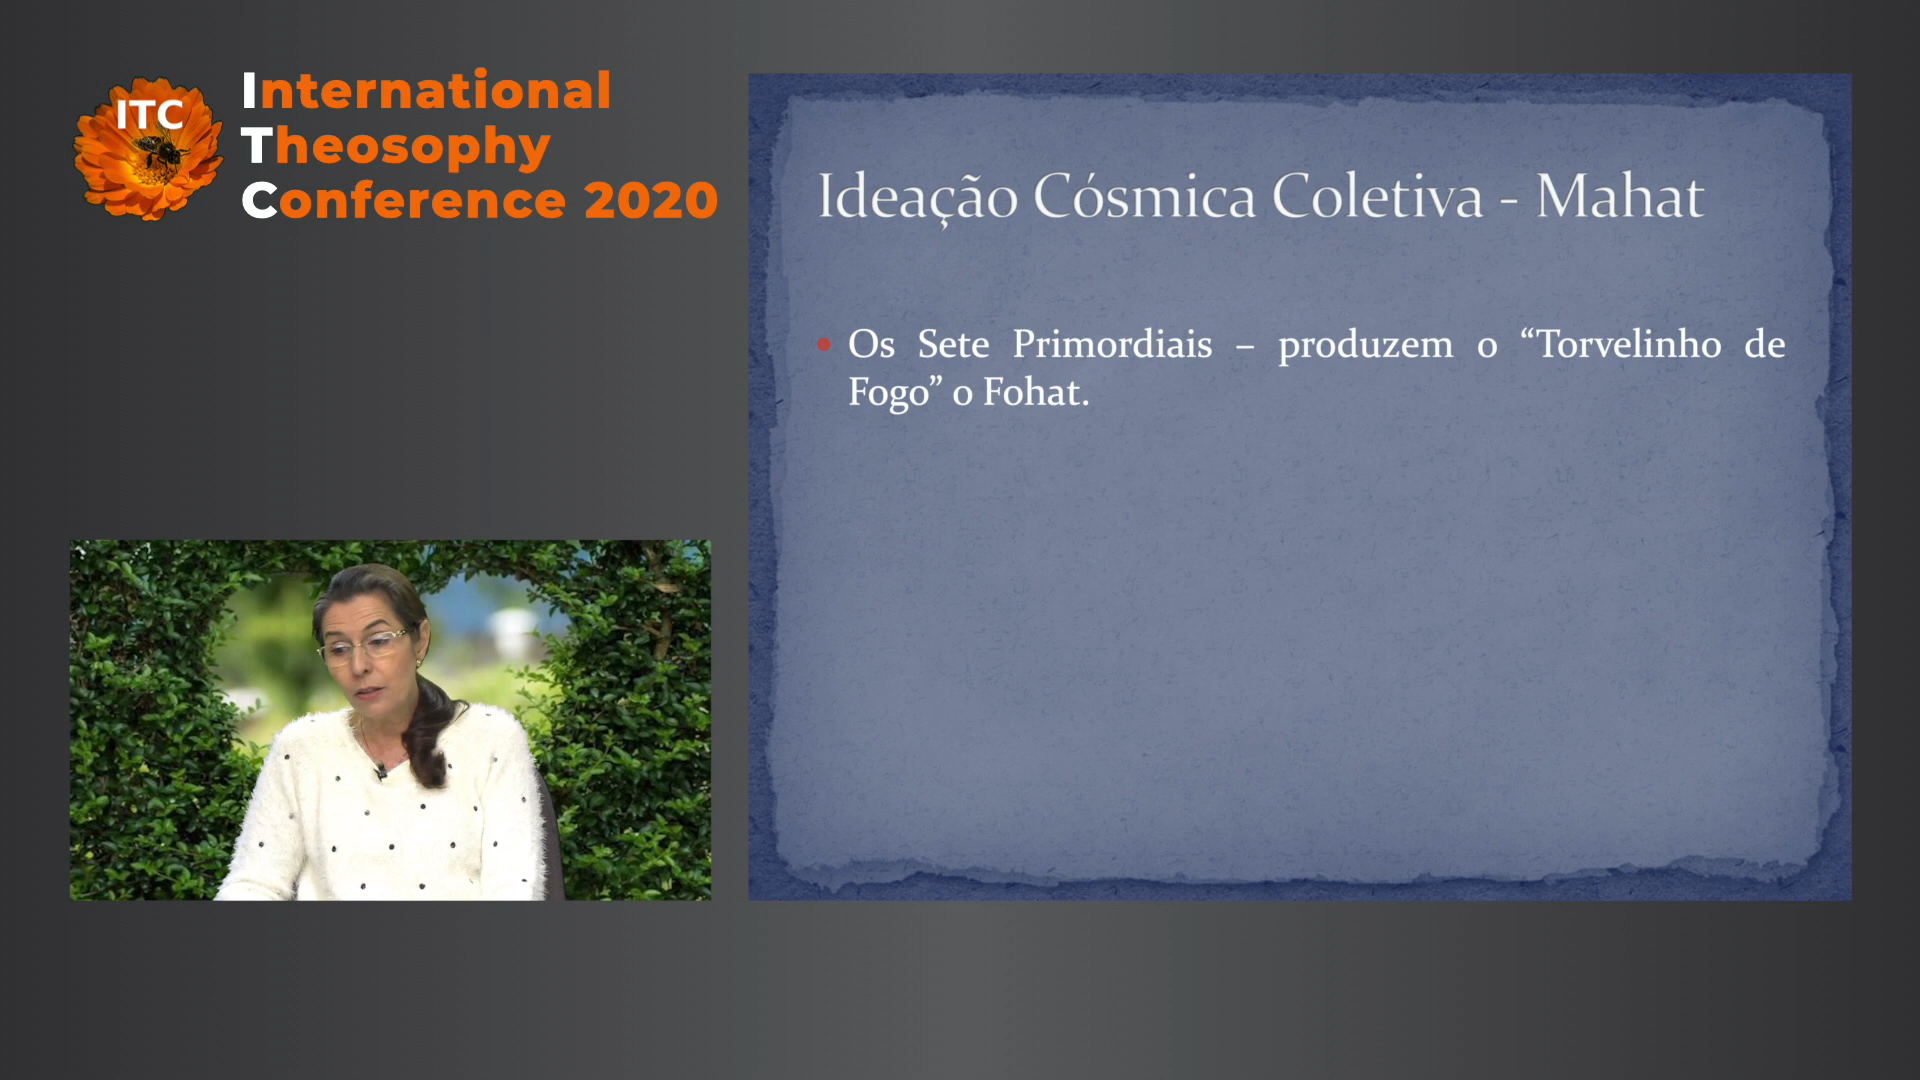 ITC
International
Theosophy
Conference 2020
Ideação Cósmica Coletiva - Mahat
• Os Sete Primordiais – produzem o “Torvelinho de
Fogo” o Fohat.